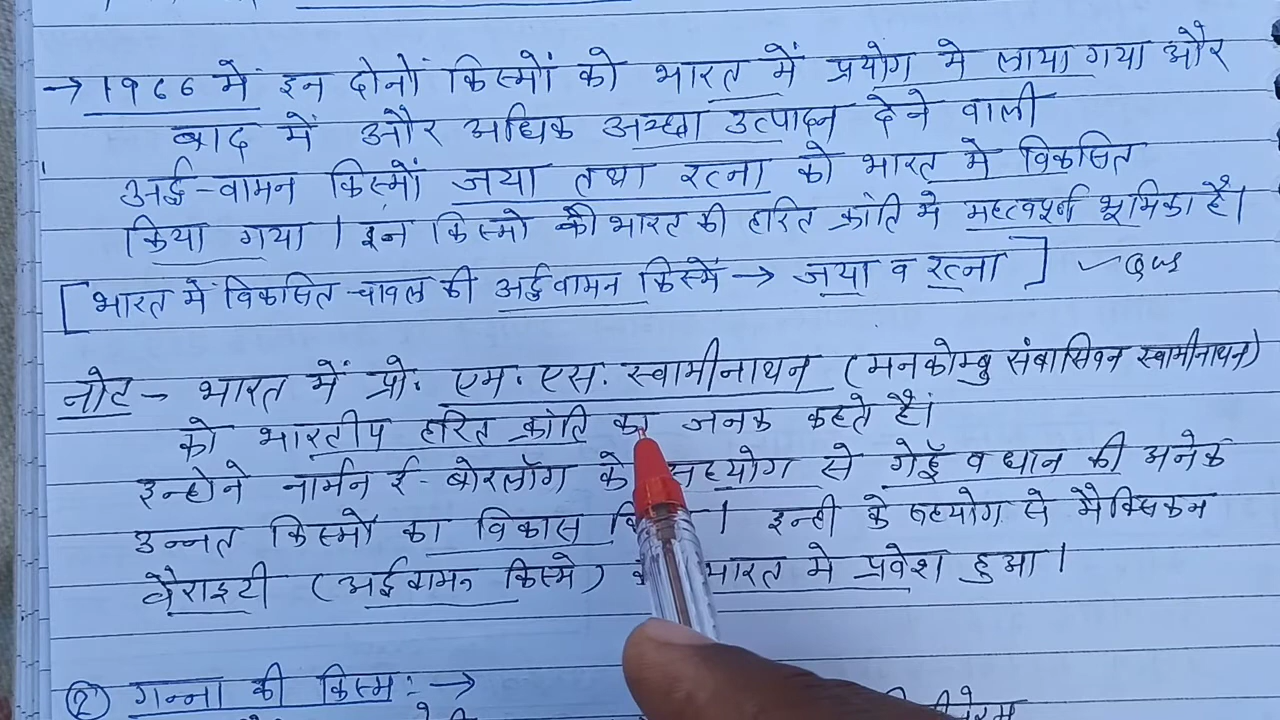 → 1966 में इन दोनों किस्मों को भारत में प्रयोग मे लाया गया और
बाद में और अधिक अच्छा उत्पादन देने वाली
अर्द्ध-वामन किस्मों जया तथा रत्ना को भारत मे विकसित
किया गया । इन किस्मो की भारत की हरित क्रांति मे महत्वपूर्ण भूमिका है।
[भारत में विकसित चावल की अर्द्धवामन किस्में → जया व रत्ना]
नोट - भारत में प्रो. एम. एस. स्वामीनाथन (मनकोम्बु संबासिवन स्वामीनाथन)
को भारतीय हरित क्रांति का जनक कहते हैं।
इन्होने नॉर्मन ई- बोरलॉग के सहयोग से गेहूँ व धान की अनेक
उन्नत किस्मों का विकास । इन्ही के सहयोग से मैक्सिकन
वैराइटी (अर्द्धवामन किस्मे) भारत मे प्रवेश हुआ।
② गन्ना की किस्म :- →